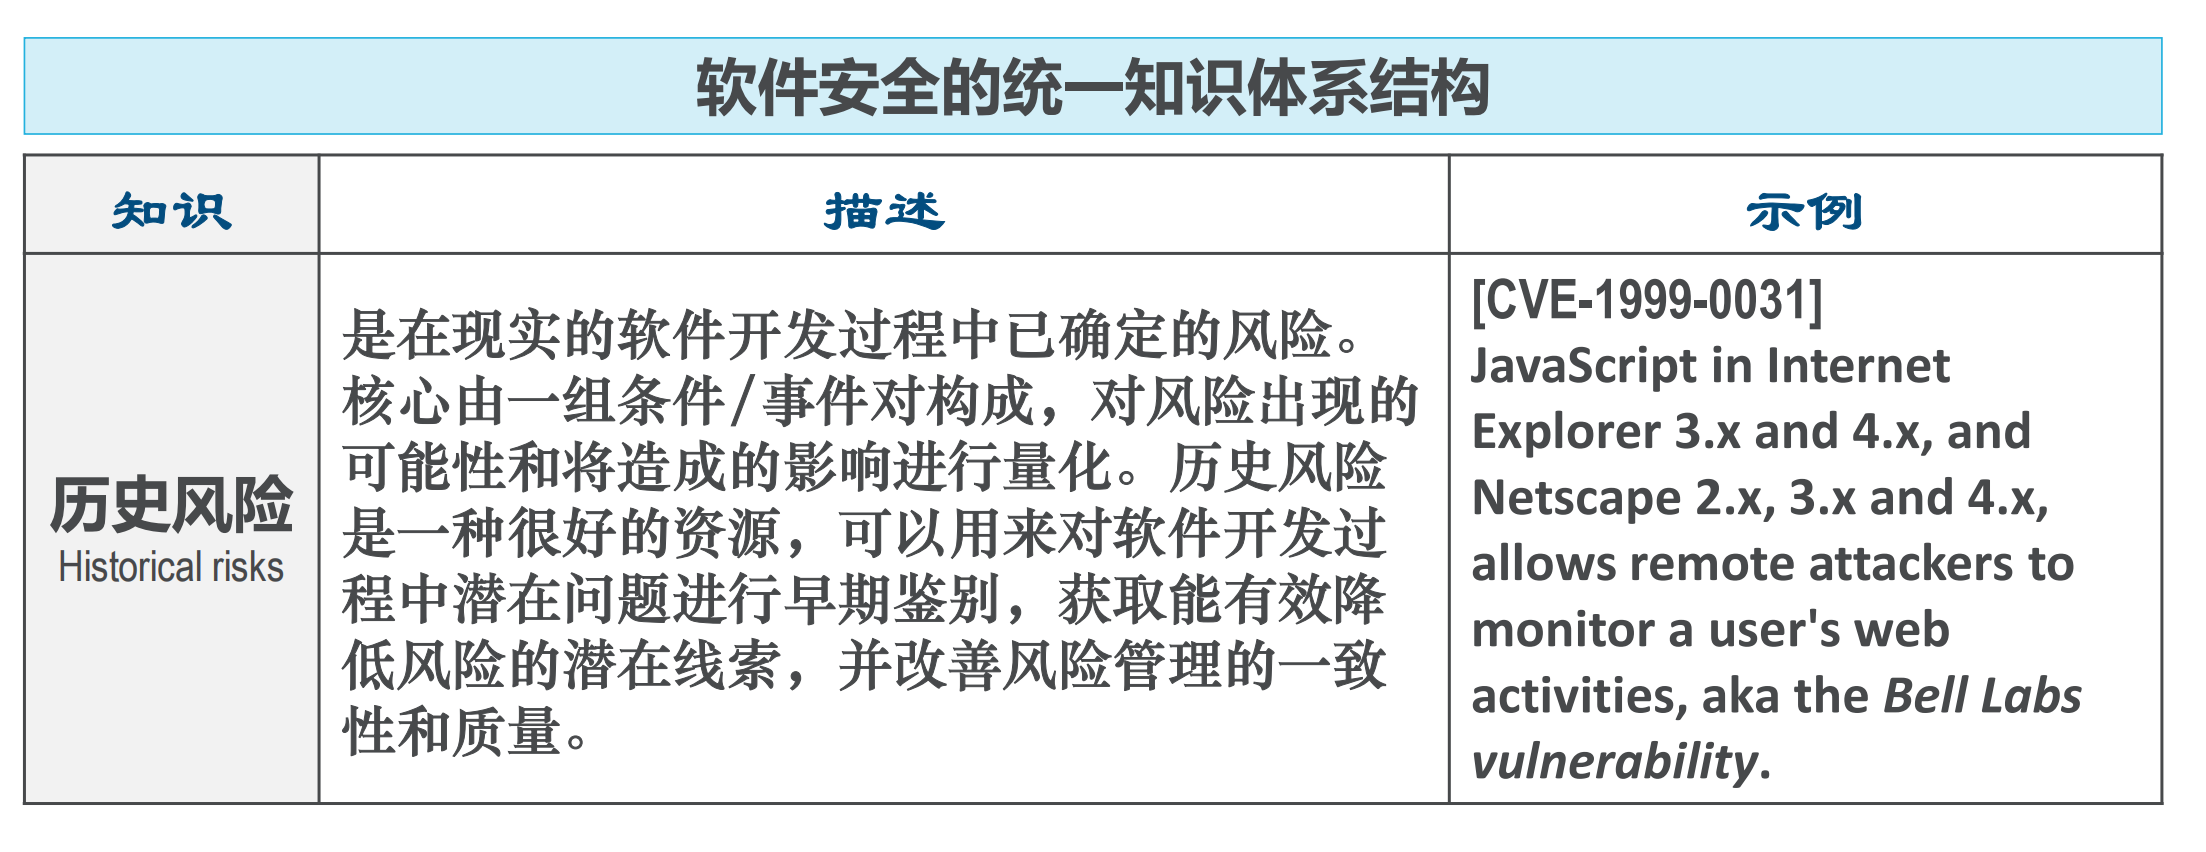 软件安全的统一知识体系结构
知识
描述
示例
历史风险
Historical risks
是在现实的软件开发过程中已确定的风险。
核心由一组条件/事件对构成，对风险出现的
可能性和将造成的影响进行量化。历史风险
是一种很好的资源，可以用来对软件开发过
程中潜在问题进行早期鉴别，获取能有效降
低风险的潜在线索，并改善风险管理的一致
性和质量。
[CVE-1999-0031]
JavaScript in Internet
Explorer 3.x and 4.x, and
Netscape 2.x, 3.x and 4.x,
allows remote attackers to
monitor a user's web
activities, aka the Bell Labs
vulnerability.